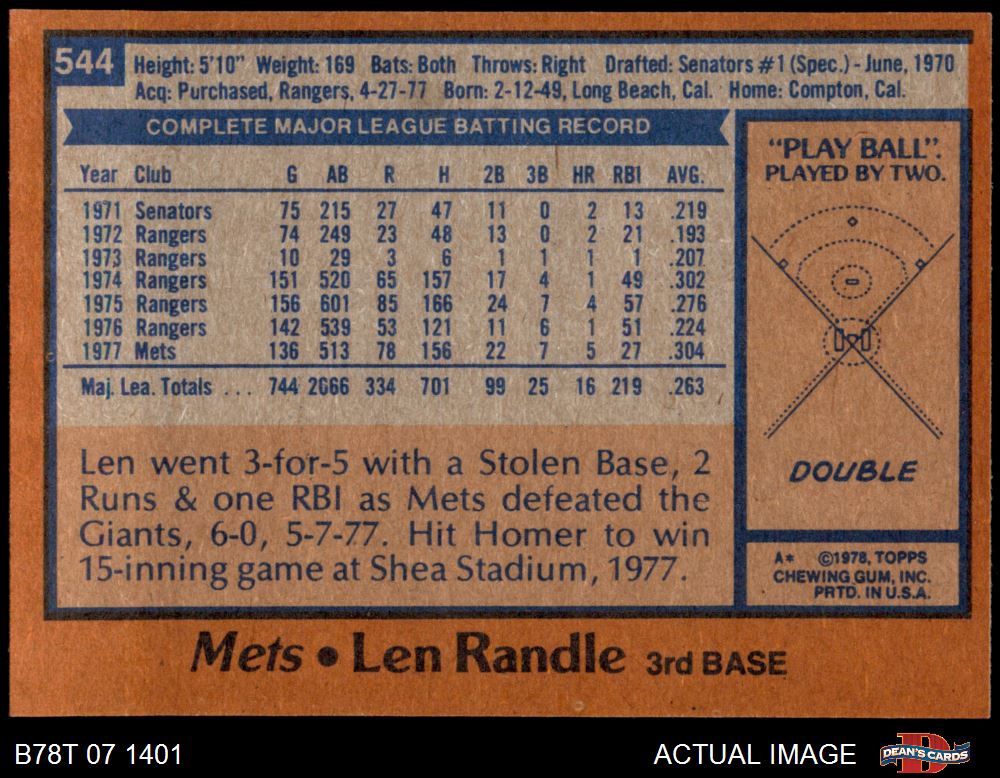 544
Height: 5'10" Weight: 169 Bats: Both Throws: Right Drafted: Senators #1 (Spec.) - June, 1970
Acq: Purchased, Rangers, 4-27-77 Born: 2-12-49, Long Beach, Cal. Home: Compton, Cal.
COMPLETE MAJOR LEAGUE BATTING RECORD
Year Club G AB R H 2B 3B HR RBI AVG.
1971 Senators 75 215 27 47 11 0 2 13 .219
1972 Rangers 74 249 23 48 13 0 2 21 .193
1973 Rangers 10 29 3 6 1 1 1 1 .207
1974 Rangers 151 520 65 157 17 4 1 49 .302
1975 Rangers 156 601 85 166 24 7 4 57 .276
1976 Rangers 142 539 53 121 11 6 1 51 .224
1977 Mets 136 513 78 156 22 7 5 27 .304
Maj. Lea. Totals . . . 744 2666 334 701 99 25 16 219 .263
Len went 3-for-5 with a Stolen Base, 2
Runs & one RBI as Mets defeated the
Giants, 6-0, 5-7-77. Hit Homer to win
15-inning game at Shea Stadium, 1977.
"PLAY BALL".
PLAYED BY TWO.
DOUBLE
A* ©1978, TOPPS
CHEWING GUM, INC.
PRTD. IN U.S.A.
Mets • Len Randle 3rd BASE
B78T 07 1401
ACTUAL IMAGE
D
DEAN'S CARDS